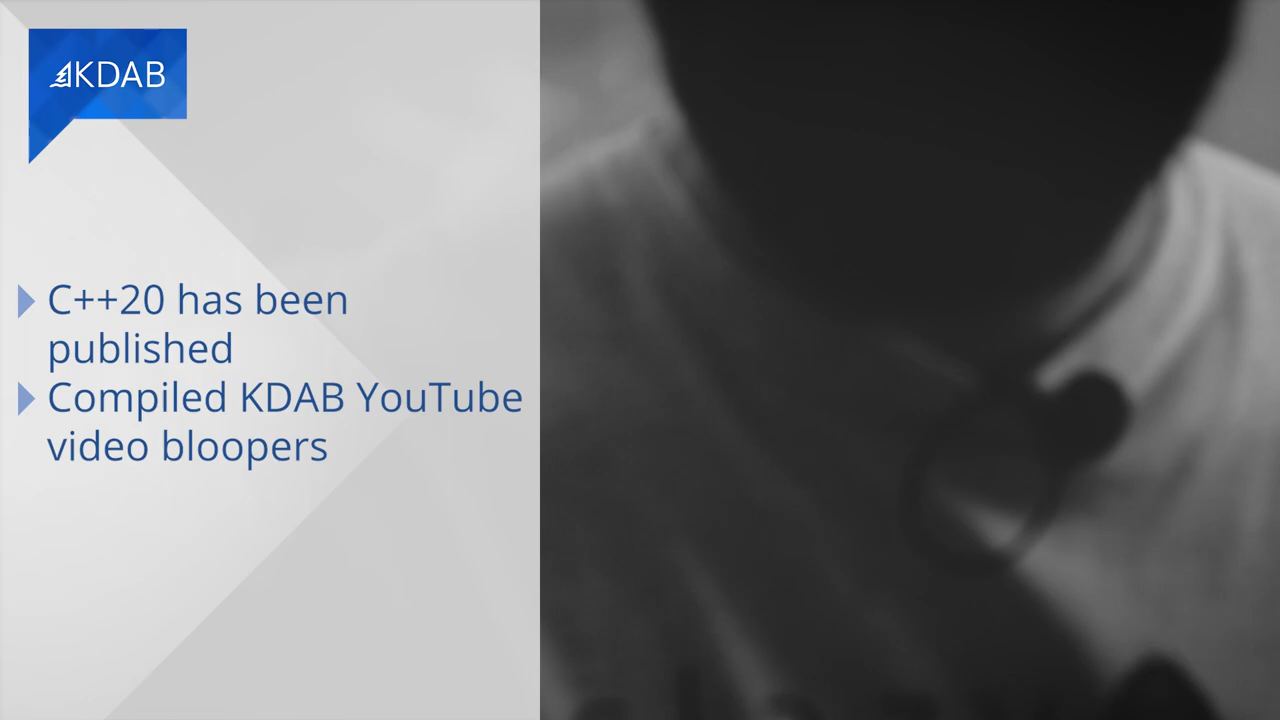 KDAB
C++20 has been
published
Compiled KDAB YouTube
video bloopers